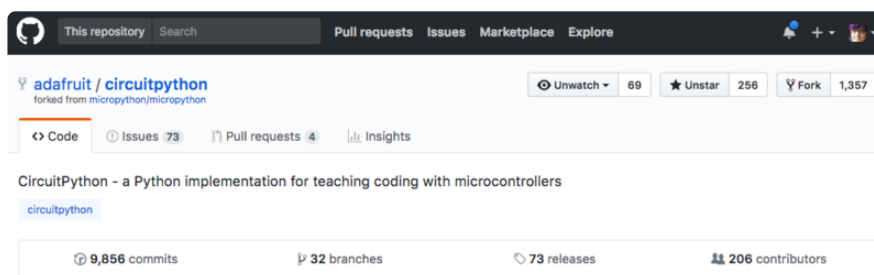 This repository Search Pull requests Issues Marketplace Explore
adafruit / circuitpython Unwatch 69 Unstar 256 Fork 1,357
forked from micropython/micropython
<> Code Issues 73 Pull requests 4 Insights
CircuitPython - a Python implementation for teaching coding with microcontrollers
circuitpython
9,856 commits 32 branches 73 releases 206 contributors